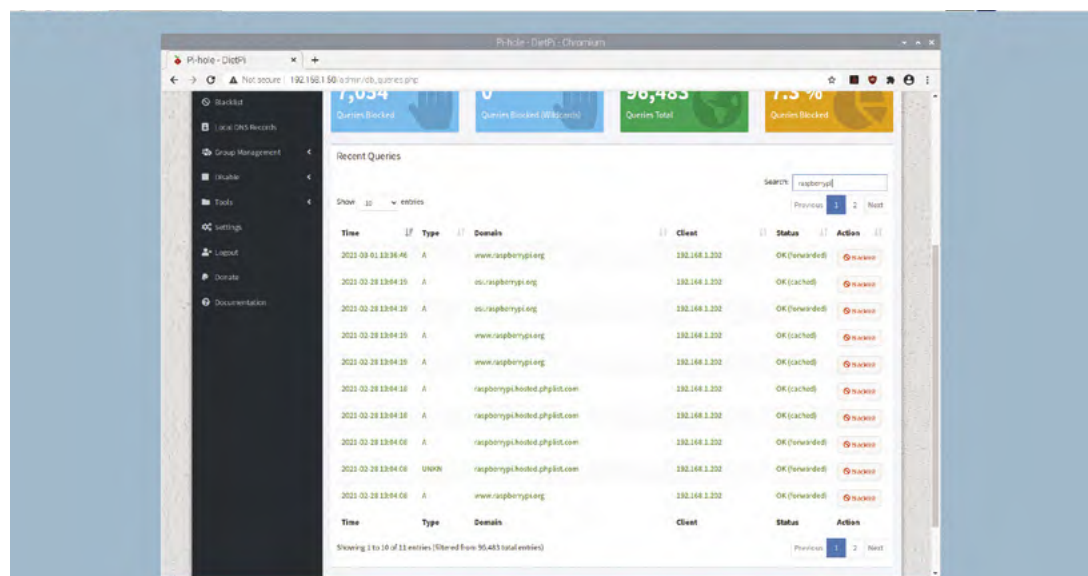 Pi-hole - DietPi - Chromium
Pi-hole - DietPi × +
Not secure 192.168.1.50/admin/db_queries.php
7,054 0 96,483 7.3 %
Queries Blocked Queries Blocked (Wildcards) Queries Total Queries Blocked
Blacklist
Local DNS Records
Group Management
Disable
Tools
Settings
Logout
Donate
Documentation
Recent Queries
Search: raspberrypi
Show 10 entries
Previous 1 2 Next
Time Type Domain Client Status Action
2021-03-01 13:36:46 A www.raspberrypi.org 192.168.1.202 OK (forwarded) Blacklist
2021-02-28 13:04:19 A esi.raspberrypi.org 192.168.1.202 OK (cached) Blacklist
2021-02-28 13:04:19 A esi.raspberrypi.org 192.168.1.202 OK (forwarded) Blacklist
2021-02-28 13:04:19 A www.raspberrypi.org 192.168.1.202 OK (cached) Blacklist
2021-02-28 13:04:19 A www.raspberrypi.org 192.168.1.202 OK (cached) Blacklist
2021-02-28 13:04:18 A raspberrypi.hosted.phplist.com 192.168.1.202 OK (cached) Blacklist
2021-02-28 13:04:18 A raspberrypi.hosted.phplist.com 192.168.1.202 OK (cached) Blacklist
2021-02-28 13:04:08 A raspberrypi.hosted.phplist.com 192.168.1.202 OK (forwarded) Blacklist
2021-02-28 13:04:08 UNKN raspberrypi.hosted.phplist.com 192.168.1.202 OK (forwarded) Blacklist
2021-02-28 13:04:08 A www.raspberrypi.org 192.168.1.202 OK (forwarded) Blacklist
Time Type Domain Client Status Action
Showing 1 to 10 of 11 entries (filtered from 96,483 total entries)
Previous 1 2 Next